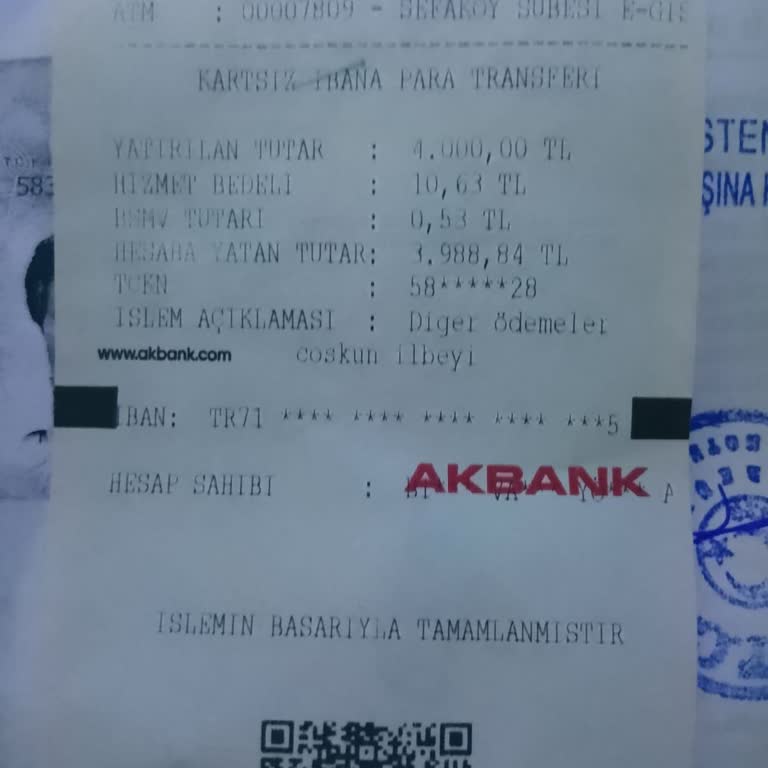 ATM : 00007809 - SEFAKOY SUBESI E-GIS
KARTSIZ IBANA PARA TRANSFERI
YATIRILAN TUTAR : 4.000,00 TL
HIZMET BEDELI : 10,63 TL
BSMV TUTARI : 0,53 TL
HESABA YATAN TUTAR: 3.988,84 TL
TCKN : 58*****28
ISLEM AÇIKLAMASI : Diger ödemeler
www.akbank.com coskun ilbeyi
IBAN: TR71 **** **** **** **** ***5
HESAP SAHIBI :
AKBANK
ISLEMIN BASARIYLA TAMAMLANMISTIR
583
STEN
ŞINA